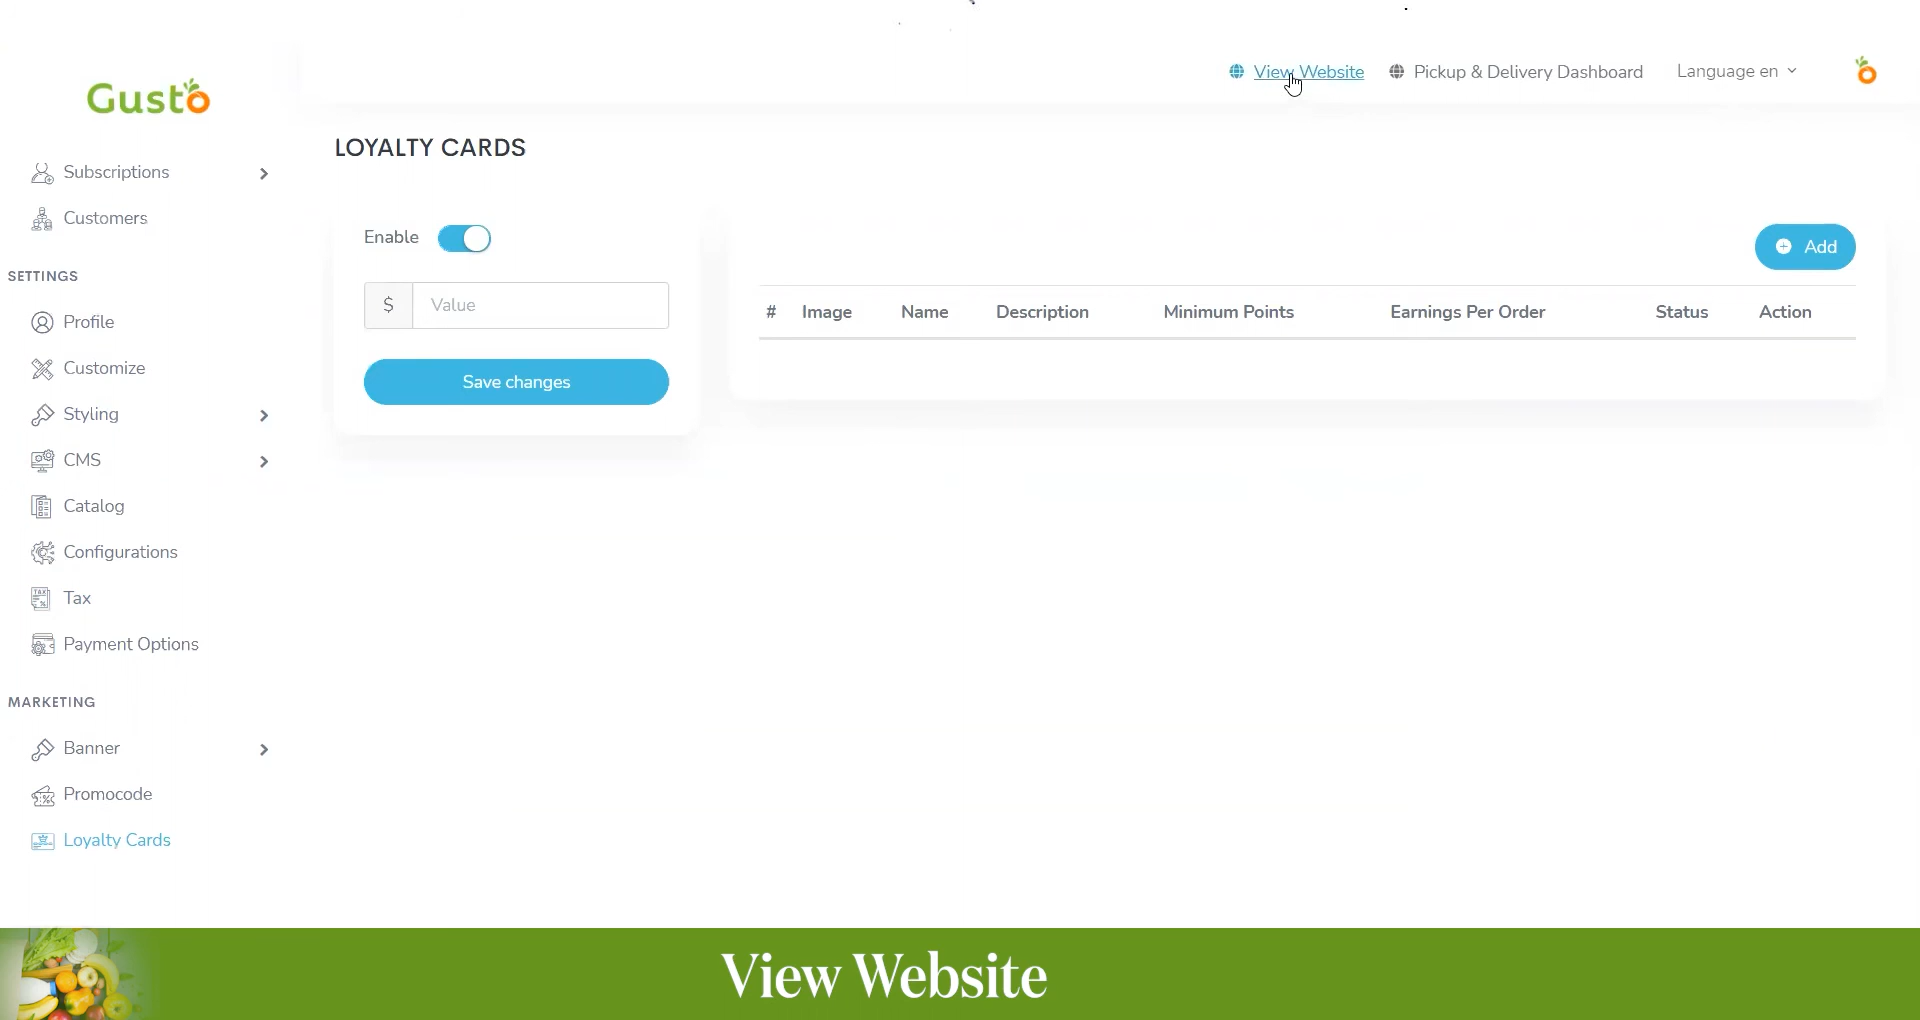 View Website Pickup & Delivery Dashboard Language en
Gusto
LOYALTY CARDS
Subscriptions
Customers
SETTINGS
Profile
Customize
Styling
CMS
Catalog
Configurations
Tax
Payment Options
MARKETING
Banner
Promocode
Loyalty Cards
Enable
$ Value
Save changes
+ Add
# Image Name Description Minimum Points Earnings Per Order Status Action
View Website